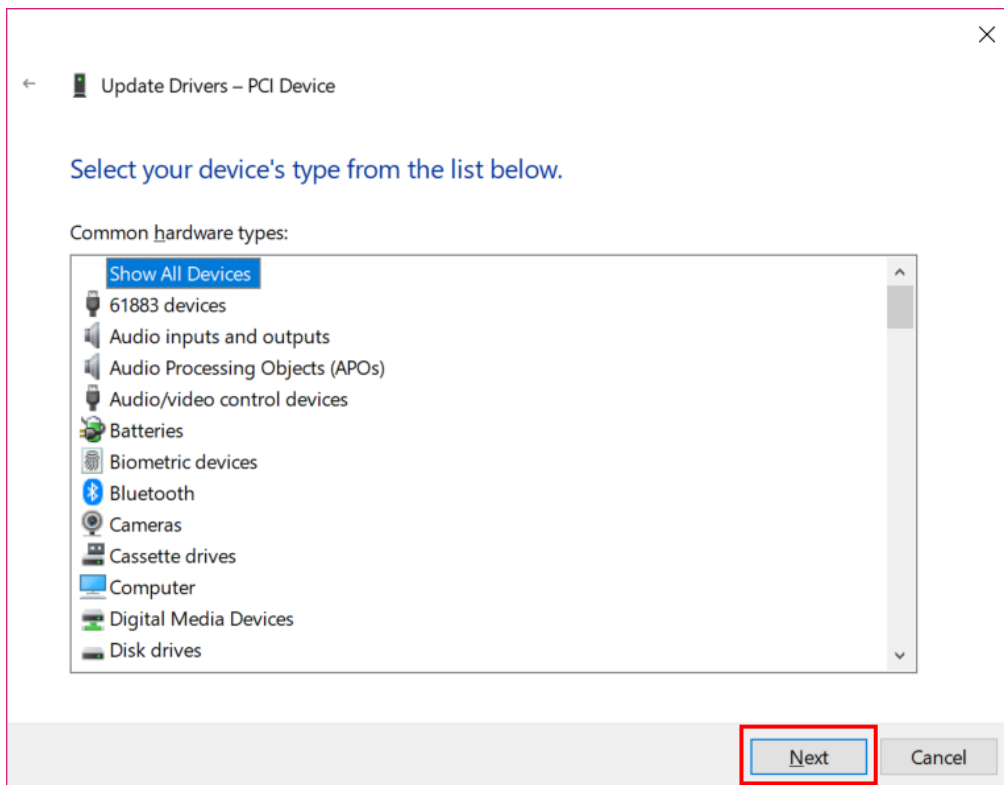 Update Drivers – PCI Device
Select your device's type from the list below.
Common hardware types:
Show All Devices
61883 devices
Audio inputs and outputs
Audio Processing Objects (APOs)
Audio/video control devices
Batteries
Biometric devices
Bluetooth
Cameras
Cassette drives
Computer
Digital Media Devices
Disk drives
Next Cancel